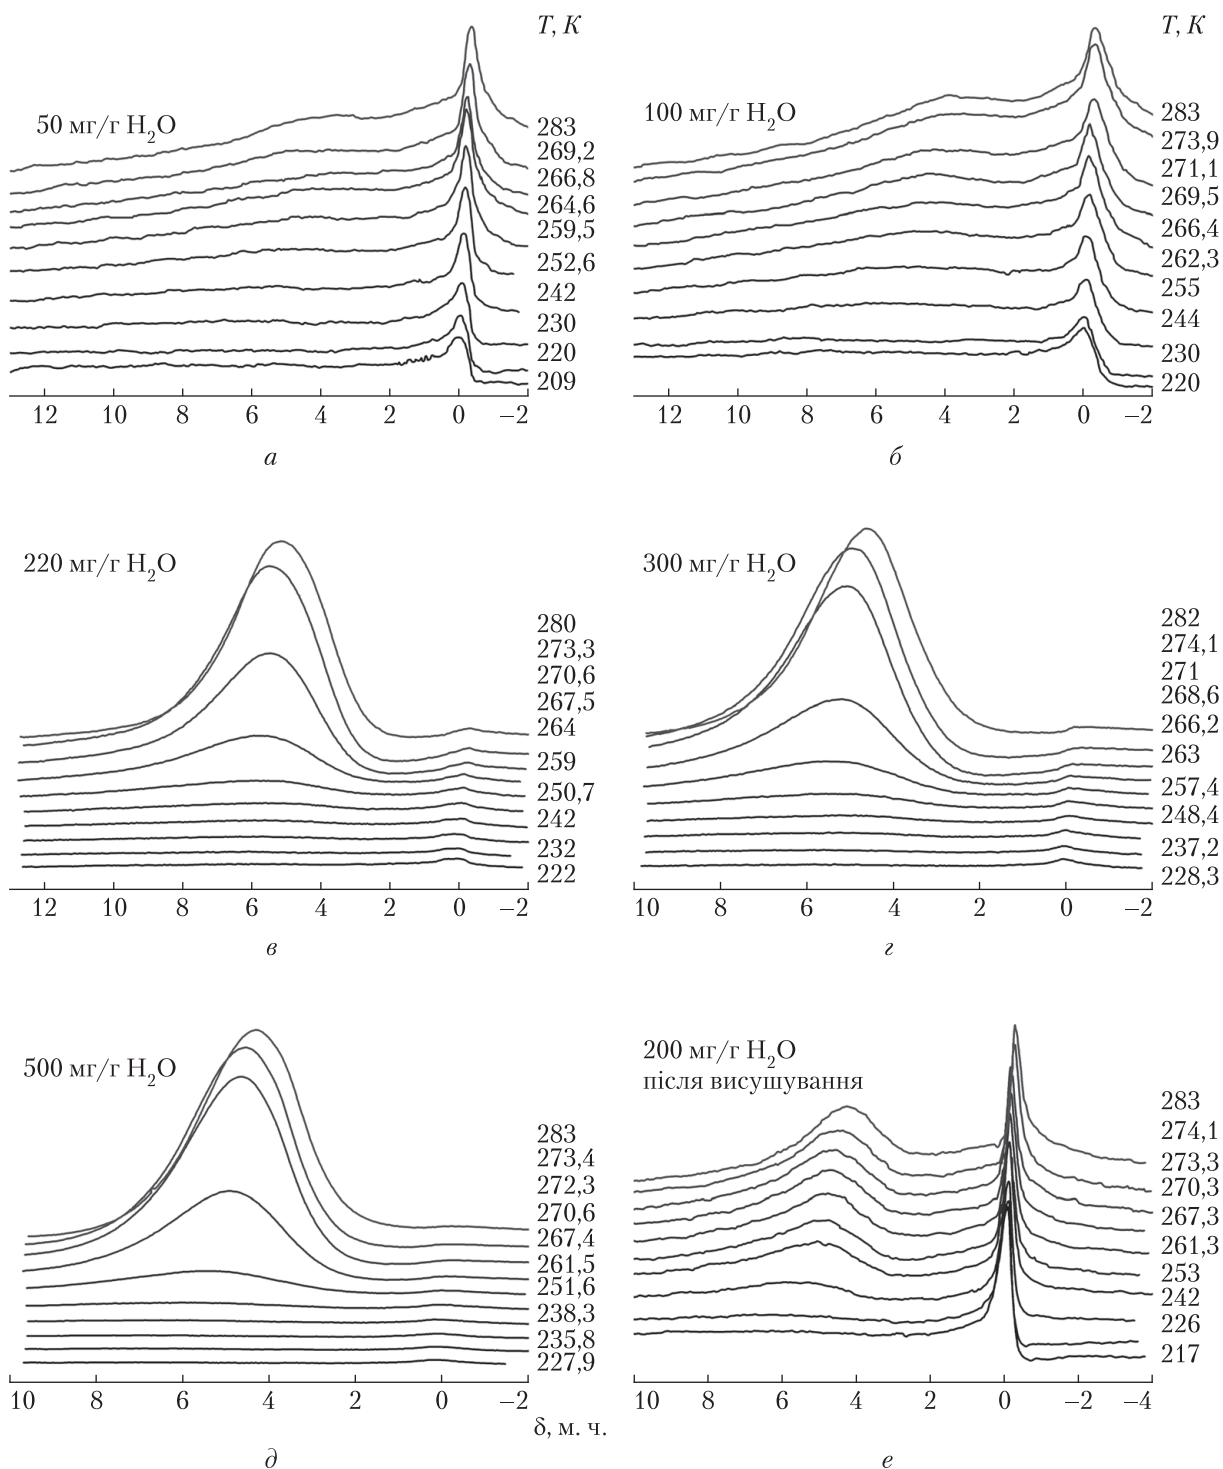 T, K
50 мг/г H₂O
283
269,2
266,8
264,6
259,5
252,6
242
230
220
209
12 10 8 6 4 2 0 –2
а
T, K
100 мг/г H₂O
283
273,9
271,1
269,5
266,4
262,3
255
244
230
220
12 10 8 6 4 2 0 –2
б
220 мг/г H₂O
280
273,3
270,6
267,5
264
259
250,7
242
232
222
12 10 8 6 4 2 0 –2
в
300 мг/г H₂O
282
274,1
271
268,6
266,2
263
257,4
248,4
237,2
228,3
10 8 6 4 2 0 –2
г
500 мг/г H₂O
283
273,4
272,3
270,6
267,4
261,5
251,6
238,3
235,8
227,9
10 8 6 4 2 0 –2
δ, м. ч.
д
200 мг/г H₂O
після висушування
283
274,1
273,3
270,3
267,3
261,3
253
242
226
217
10 8 6 4 2 0 –2 –4
е